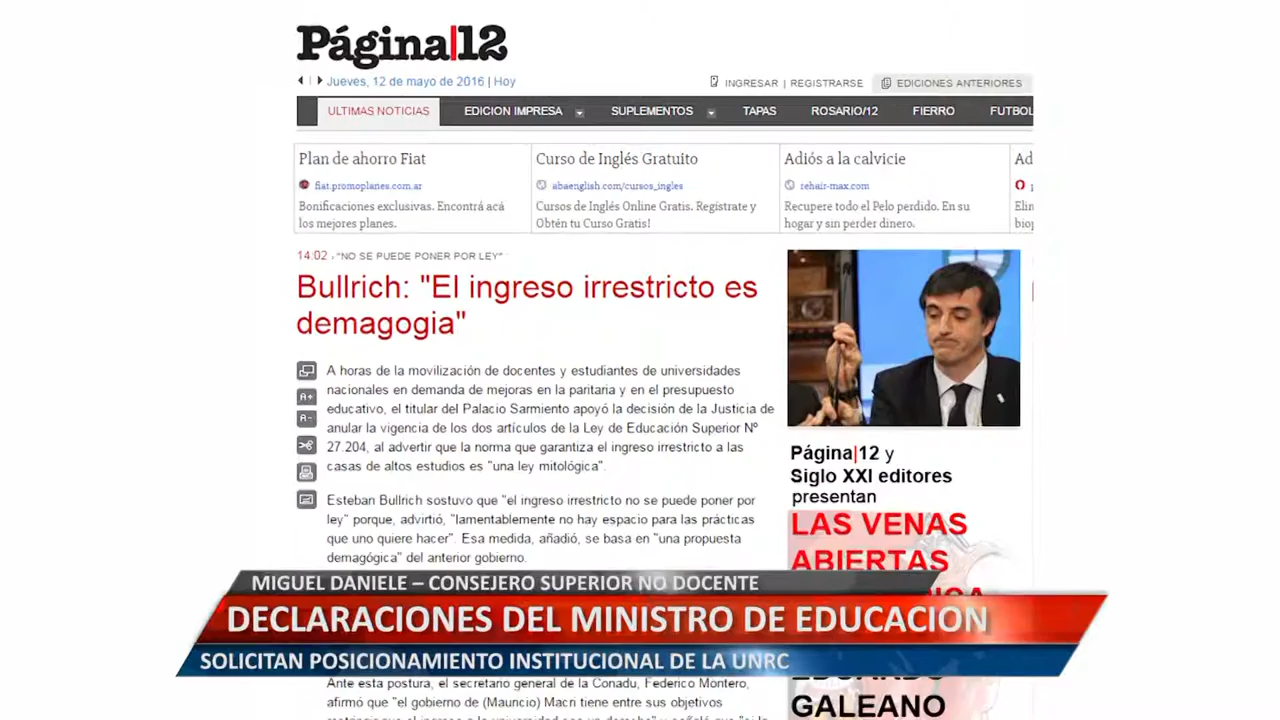 Página|12
Jueves, 12 de mayo de 2016 | Hoy
INGRESAR | REGISTRARSE
EDICIONES ANTERIORES
ULTIMAS NOTICIAS
EDICION IMPRESA
SUPLEMENTOS
TAPAS
ROSARIO/12
FIERRO
FUTBOL
Plan de ahorro Fiat
fiat.promoplanes.com.ar
Bonificaciones exclusivas. Encontrá acá
los mejores planes.
Curso de Inglés Gratuito
abaenglish.com/cursos_ingles
Cursos de Inglés Online Gratis. Regístrate y
Obtén tu Curso Gratis!
Adiós a la calvicie
rehair-max.com
Recupere todo el Pelo perdido. En su
hogar y sin perder dinero.
Ad
Elin
biop
14:02 › "NO SE PUEDE PONER POR LEY"
Bullrich: "El ingreso irrestricto es
demagogia"
A+
A-
A horas de la movilización de docentes y estudiantes de universidades
nacionales en demanda de mejoras en la paritaria y en el presupuesto
educativo, el titular del Palacio Sarmiento apoyó la decisión de la Justicia de
anular la vigencia de los dos artículos de la Ley de Educación Superior Nº
27.204, al advertir que la norma que garantiza el ingreso irrestricto a las
casas de altos estudios es "una ley mitológica".
Esteban Bullrich sostuvo que "el ingreso irrestricto no se puede poner por
ley" porque, advirtió, "lamentablemente no hay espacio para las prácticas
que uno quiere hacer". Esa medida, añadió, se basa en "una propuesta
demagógica" del anterior gobierno.
Página|12 y
Siglo XXI editores
presentan
LAS VENAS
ABIERTAS
MIGUEL DANIELE – CONSEJERO SUPERIOR NO DOCENTE
DECLARACIONES DEL MINISTRO DE EDUCACION
SOLICITAN POSICIONAMIENTO INSTITUCIONAL DE LA UNRC
Ante esta postura, el secretario general de la Conadu, Federico Montero,
afirmó que "el gobierno de (Mauricio) Macri tiene entre sus objetivos
EDUARDO
GALEANO